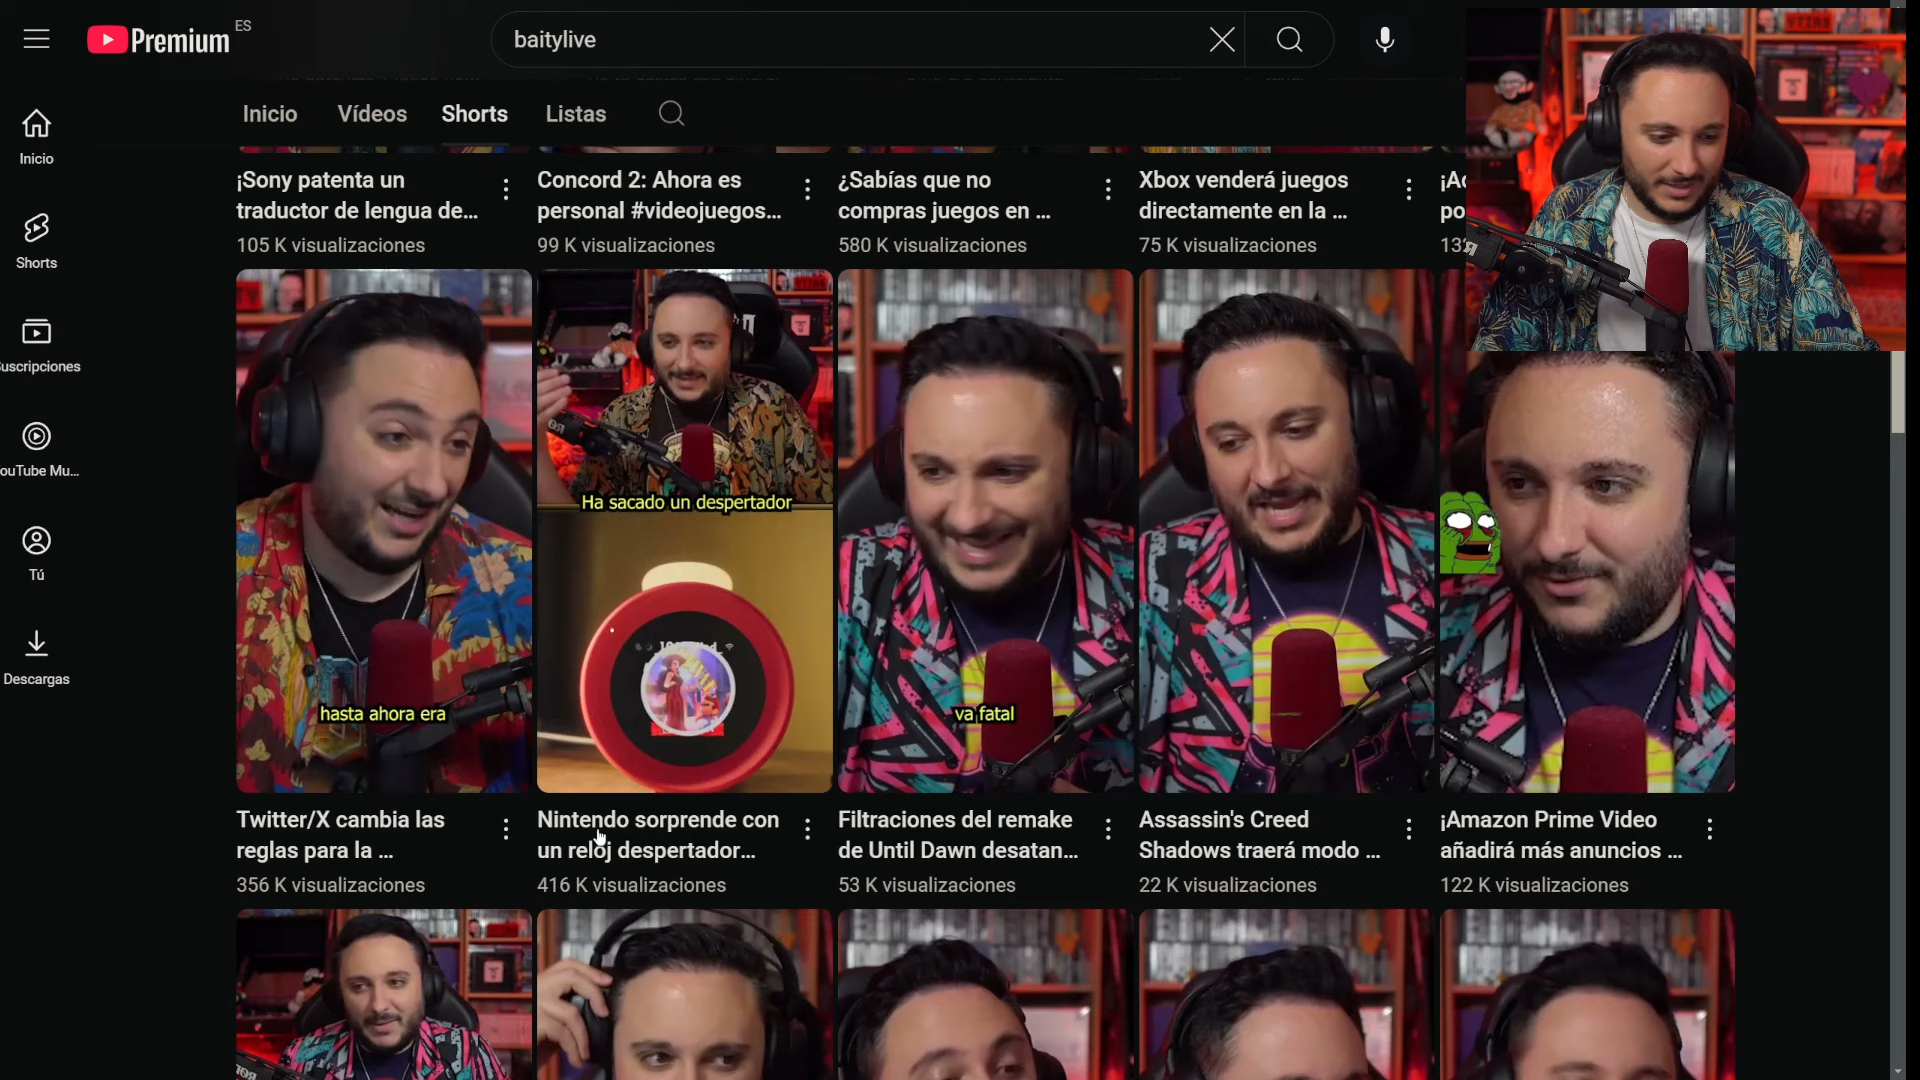 Premium
ES
baitylive
Inicio
Vídeos
Shorts
Listas
Inicio
Shorts
uscripciones
ouTube Mu...
Tú
Descargas
¡Sony patenta un
traductor de lengua de...
105 K visualizaciones
Concord 2: Ahora es
personal #videojuegos...
99 K visualizaciones
¿Sabías que no
compras juegos en ...
580 K visualizaciones
Xbox venderá juegos
directamente en la ...
75 K visualizaciones
hasta ahora era
Ha sacado un despertador
va fatal
Twitter/X cambia las
reglas para la ...
356 K visualizaciones
Nintendo sorprende con
un reloj despertador...
416 K visualizaciones
Filtraciones del remake
de Until Dawn desatan...
53 K visualizaciones
Assassin's Creed
Shadows traerá modo ...
22 K visualizaciones
¡Amazon Prime Video
añadirá más anuncios ...
122 K visualizaciones